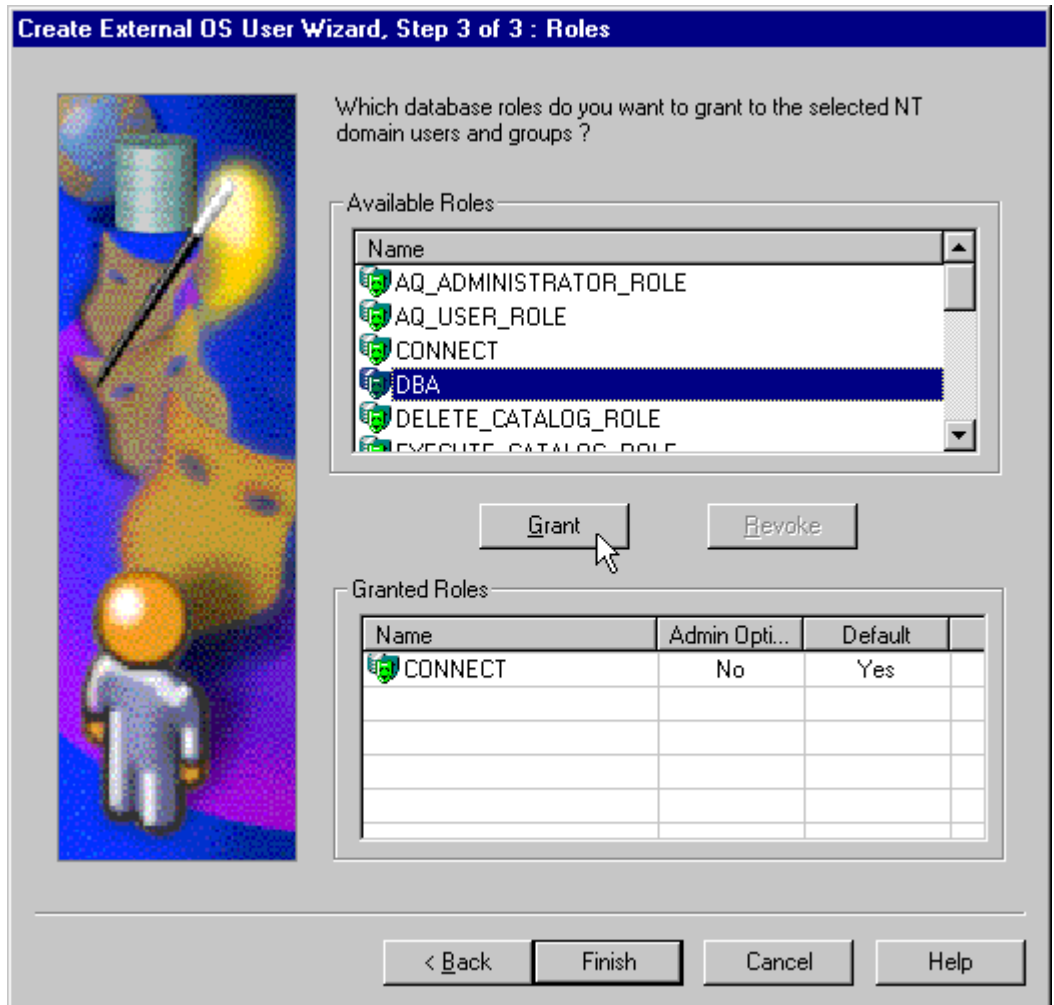 Create External OS User Wizard, Step 3 of 3 : Roles
Which database roles do you want to grant to the selected NT
domain users and groups ?
Available Roles
Name
AQ_ADMINISTRATOR_ROLE
AQ_USER_ROLE
CONNECT
DBA
DELETE_CATALOG_ROLE
EXECUTE_CATALOG_ROLE
Grant Revoke
Granted Roles
Name Admin Opti... Default
CONNECT No Yes
< Back Finish Cancel Help